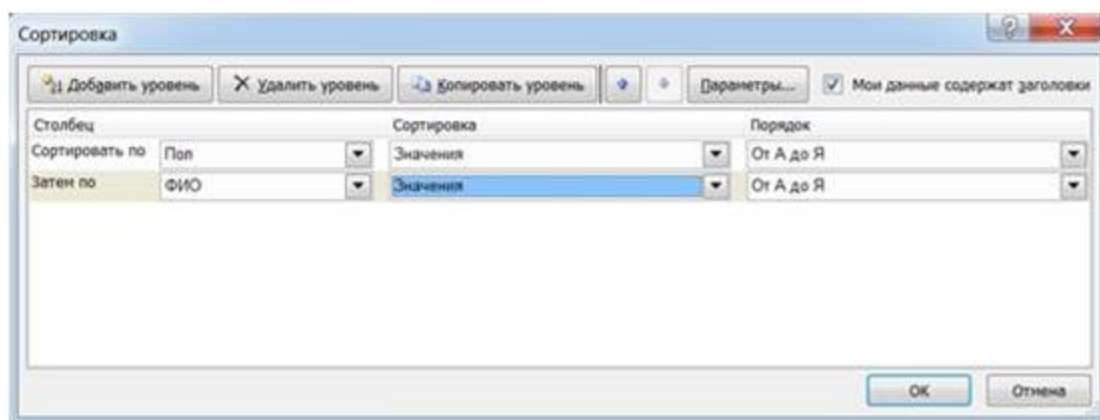 Сортировка
Добавить уровень Удалить уровень Копировать уровень Параметры... Мои данные содержат заголовки
Столбец Сортировка Порядок
Сортировать по Пол Значения От А до Я
Затем по ФИО Значения От А до Я
ОК Отмена